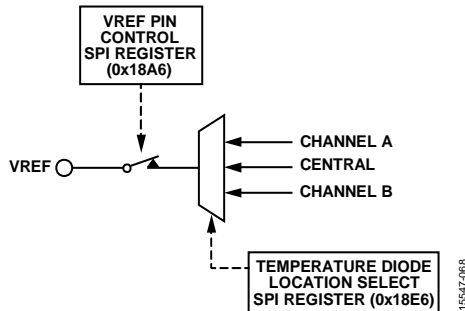 VREF PIN
CONTROL
SPI REGISTER
(0x18A6)
CHANNEL A
VREF
CENTRAL
CHANNEL B
TEMPERATURE DIODE
LOCATION SELECT
SPI REGISTER (0x18E6)
15547-068